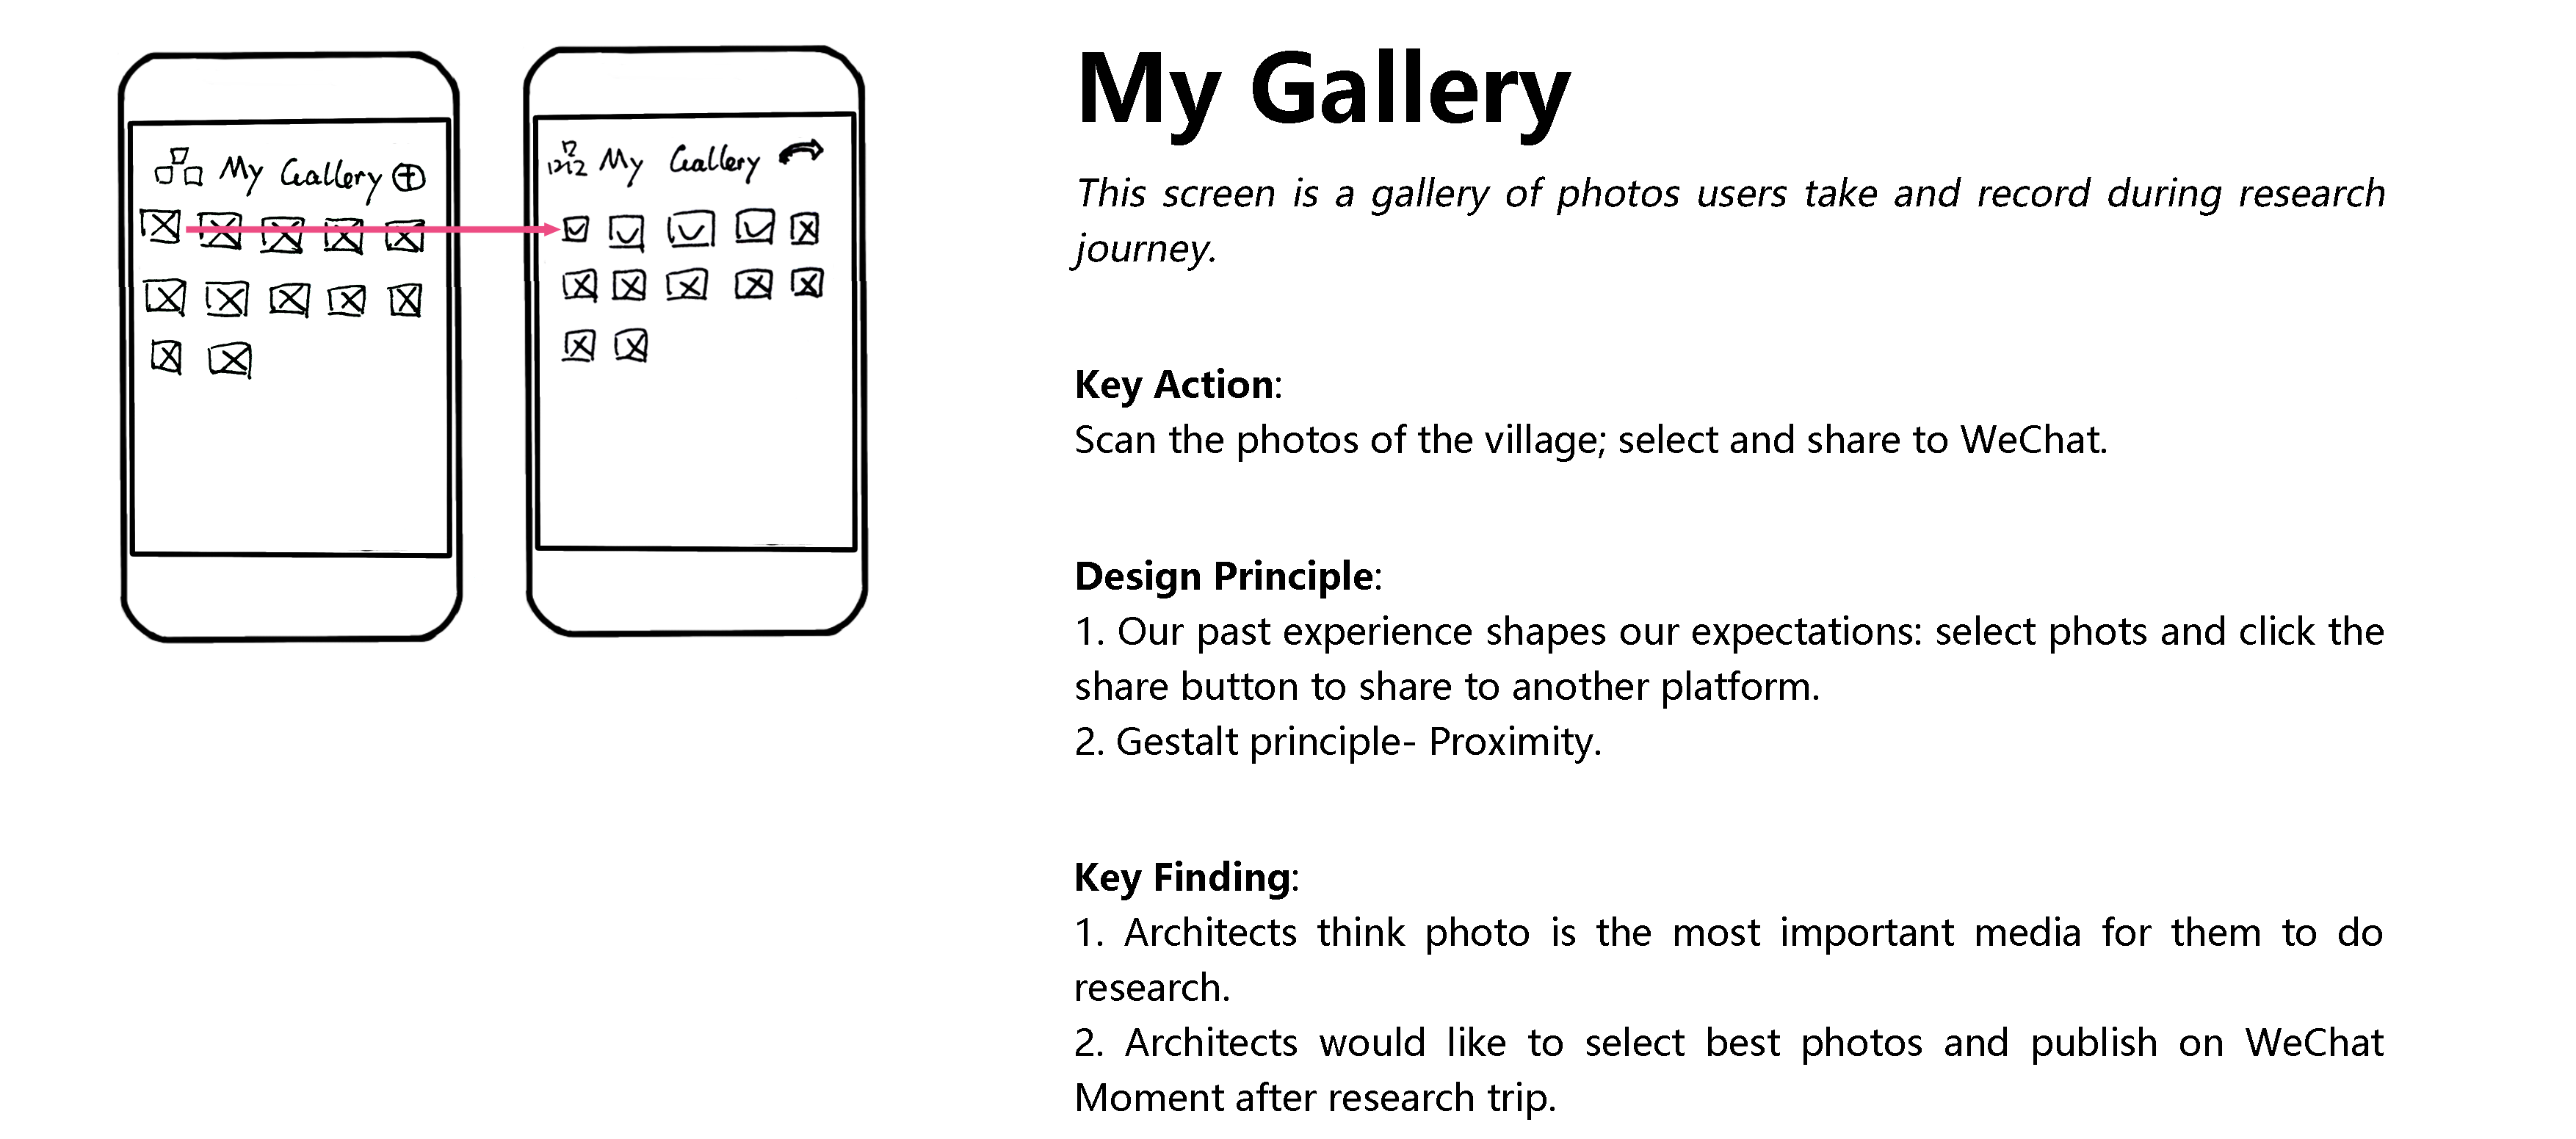 My Gallery
My Gallery
My Gallery
This screen is a gallery of photos users take and record during research
journey.
Key Action:
Scan the photos of the village; select and share to WeChat.
Design Principle:
1. Our past experience shapes our expectations: select phots and click the
share button to share to another platform.
2. Gestalt principle- Proximity.
Key Finding:
1. Architects think photo is the most important media for them to do
research.
2. Architects would like to select best photos and publish on WeChat
Moment after research trip.